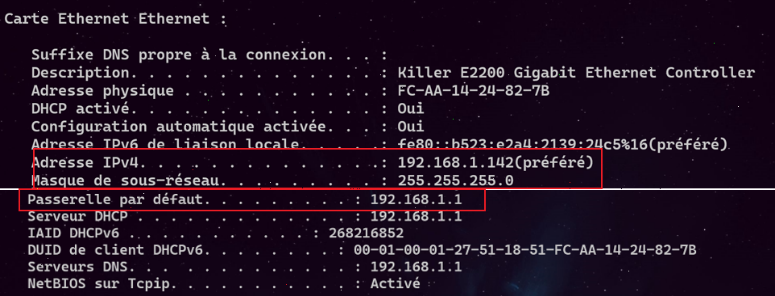 Carte Ethernet Ethernet :
Suffixe DNS propre à la connexion. . . :
Description. . . . . . . . . . . . . . : Killer E2200 Gigabit Ethernet Controller
Adresse physique . . . . . . . . . . . : FC-AA-14-24-82-7B
DHCP activé. . . . . . . . . . . . . . : Oui
Configuration automatique activée. . . : Oui
Adresse IPv6 de liaison locale. . . . .: fe80::b523:e2a4:2139:24c5%16(préféré)
Adresse IPv4. . . . . . . . . . . . . .: 192.168.1.142(préféré)
Masque de sous-réseau. . . . . . . . . : 255.255.255.0
Passerelle par défaut. . . . . . . . . : 192.168.1.1
Serveur DHCP . . . . . . . . . . . . . : 192.168.1.1
IAID DHCPv6 . . . . . . . . . . . : 268216852
DUID de client DHCPv6. . . . . . . . : 00-01-00-01-27-51-18-51-FC-AA-14-24-82-7B
Serveurs DNS. . . . . . . . . . . . . : 192.168.1.1
NetBIOS sur Tcpip. . . . . . . . . . . : Activé